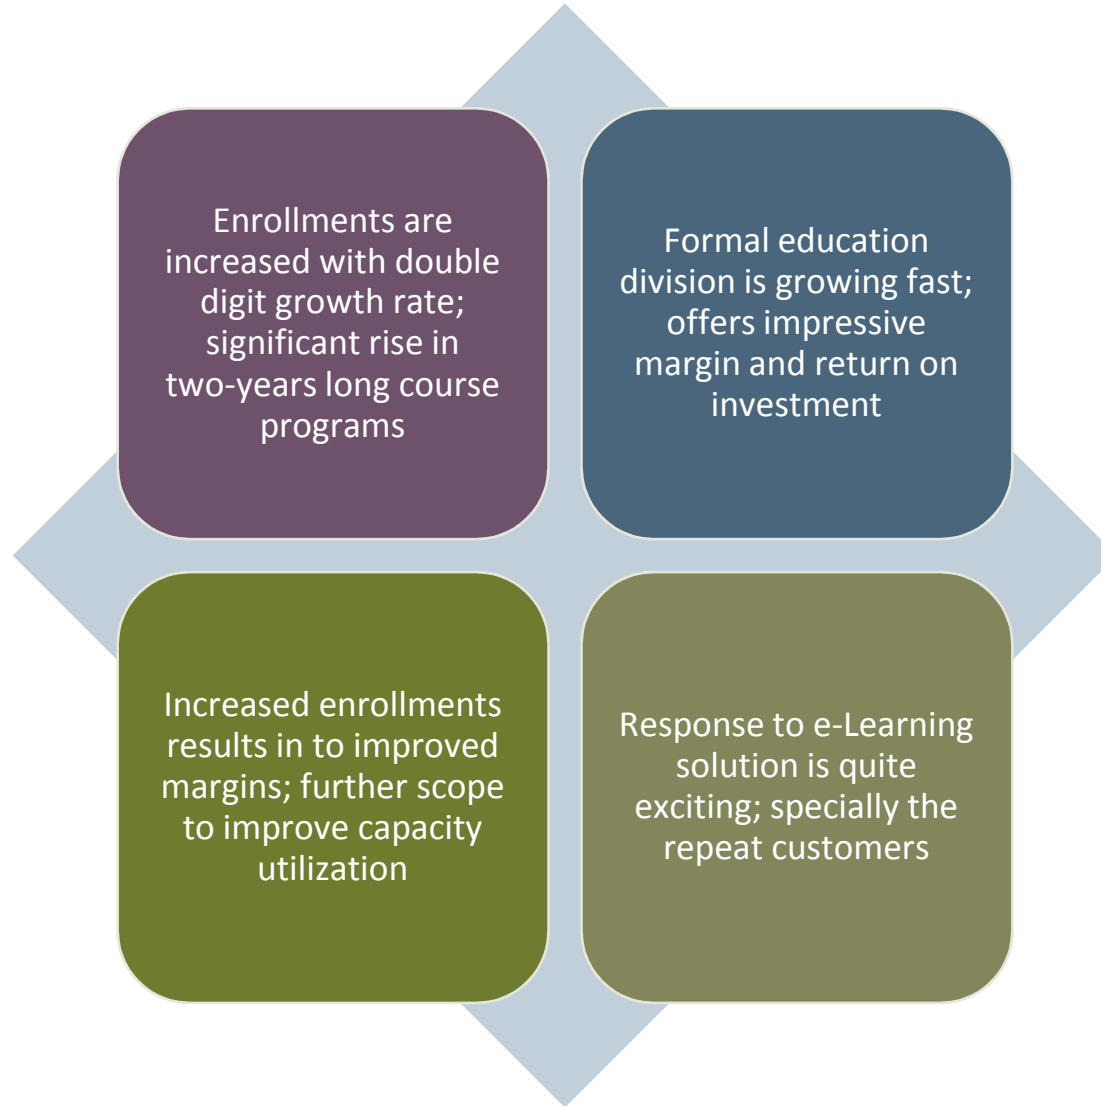 Enrollments are
increased with double
digit growth rate;
significant rise in
two-years long course
programs
Formal education
division is growing fast;
offers impressive
margin and return on
investment
Increased enrollments
results in to improved
margins; further scope
to improve capacity
utilization
Response to e-Learning
solution is quite
exciting; specially the
repeat customers